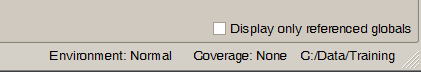 Display only referenced globals
Environment: Normal Coverage: None C:/Data/Training